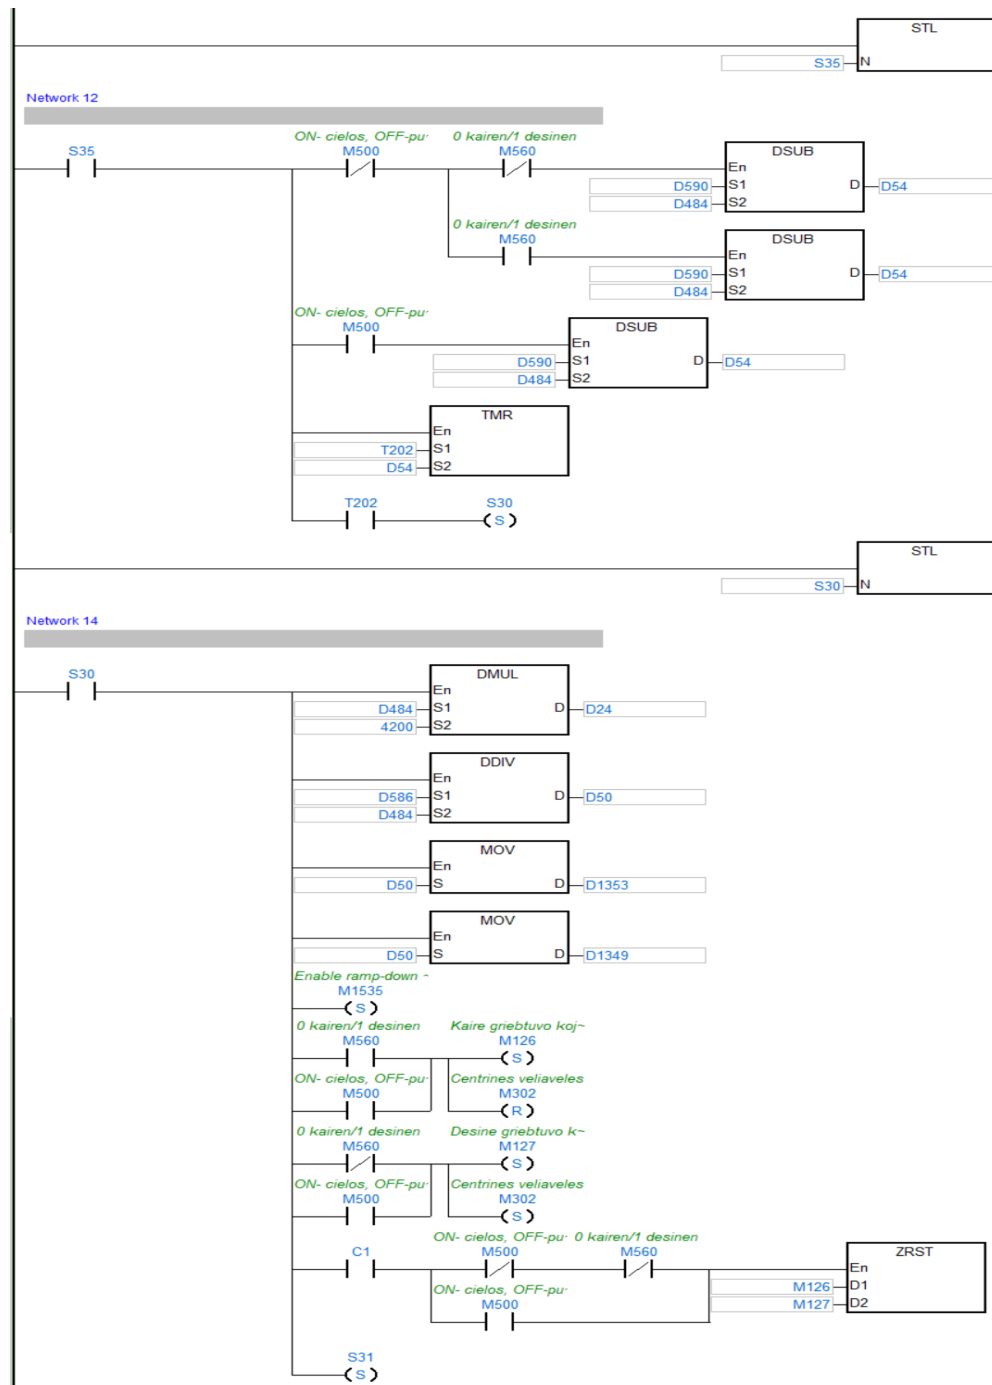 STL
S35 N
Network 12
ON- cielos, OFF-pu· 0 kairen/1 desinen
S35 M500 M560 DSUB
En
D590 S1 D D54
D484 S2
0 kairen/1 desinen
M560 DSUB
En
D590 S1 D D54
D484 S2
ON- cielos, OFF-pu·
M500 DSUB
En
D590 S1 D D54
D484 S2
TMR
En
T202 S1
D54 S2
T202 S30
S
STL
S30 N
Network 14
S30 DMUL
En
D484 S1 D D24
4200 S2
DDIV
En
D586 S1 D D50
D484 S2
MOV
En
D50 S D D1353
MOV
En
D50 S D D1349
Enable ramp-down ~
M1535
S
0 kairen/1 desinen Kaire griebtuvo koj~
M560 M126
S
ON- cielos, OFF-pu· Centrines veliaveles
M500 M302
R
0 kairen/1 desinen Desine griebtuvo k~
M560 M127
S
ON- cielos, OFF-pu· Centrines veliaveles
M500 M302
S
ON- cielos, OFF-pu· 0 kairen/1 desinen
C1 M500 M560 ZRST
En
ON- cielos, OFF-pu· M126 D1
M500 M127 D2
S31
S